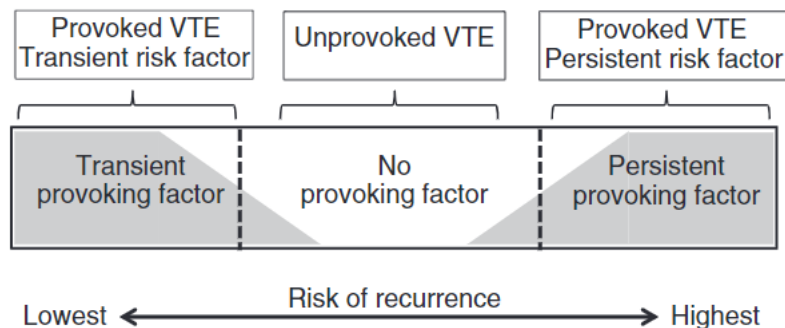 Provoked VTE
Transient risk factor
Unprovoked VTE
Provoked VTE
Persistent risk factor
Transient
provoking factor
No
provoking factor
Persistent
provoking factor
Risk of recurrence
Lowest
Highest